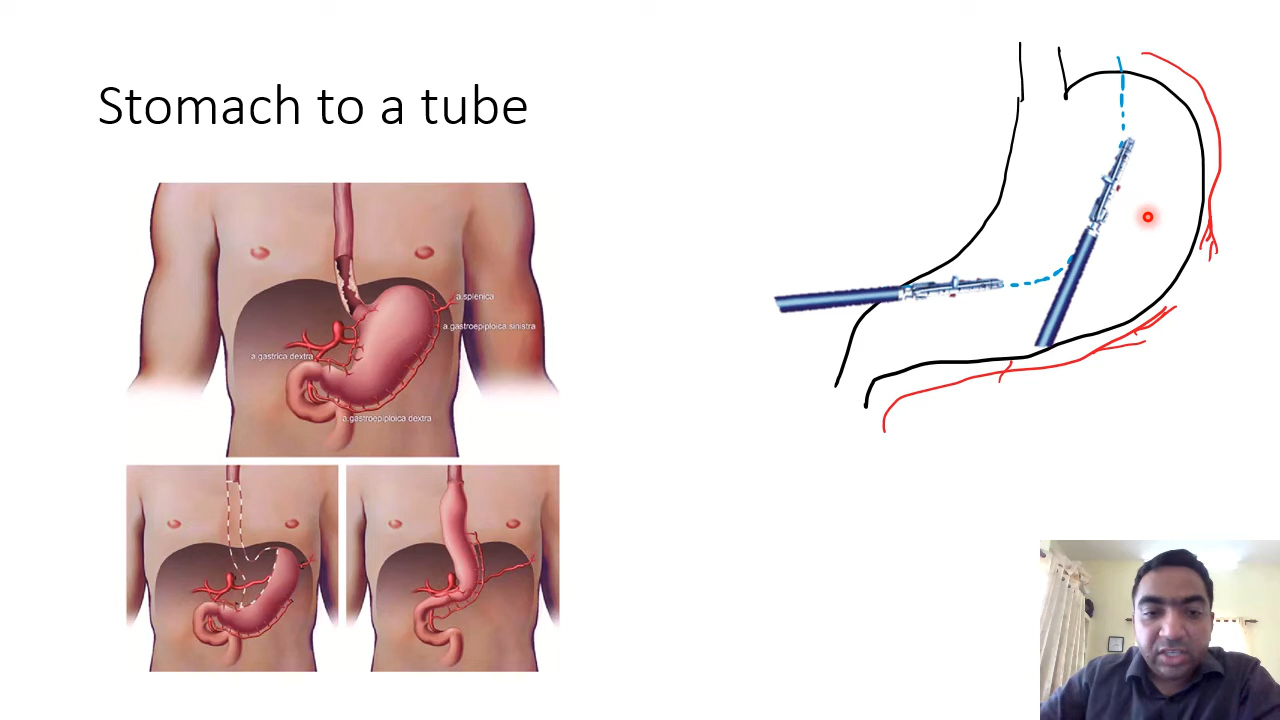 Stomach to a tube
a.splenica
a.gastroepiploica sinistra
a.gastrica dextra
a.gastroepiploica dextra